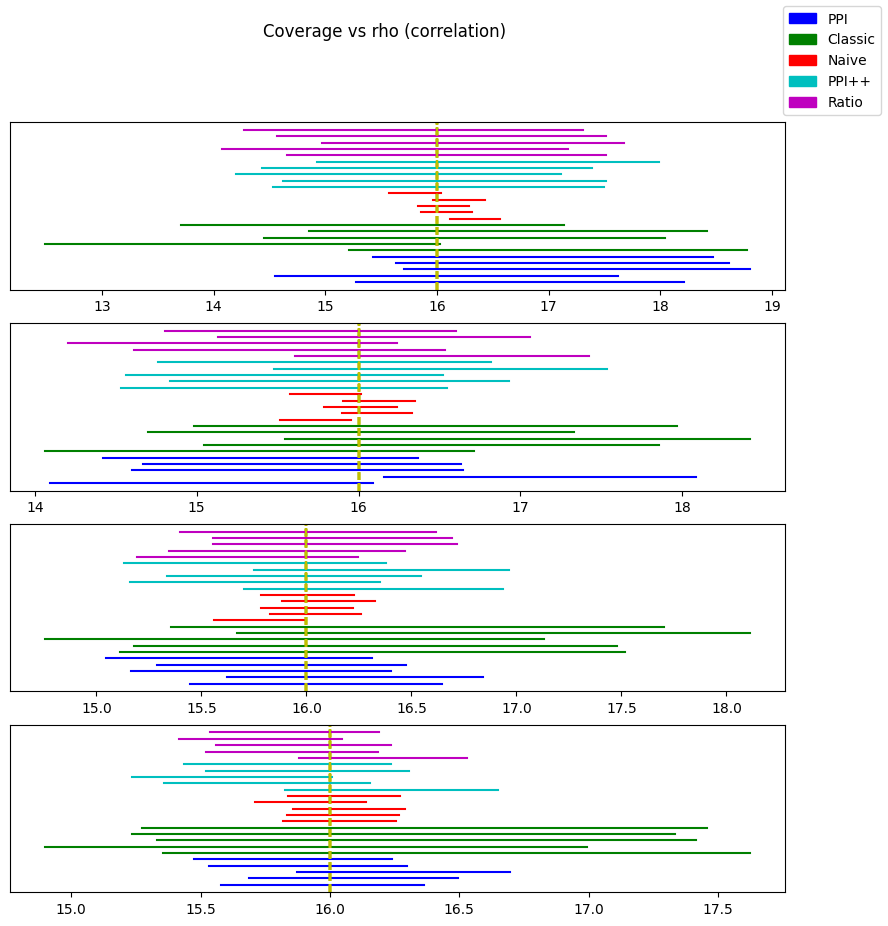 Coverage vs rho (correlation)
PPI
Classic
Naive
PPI++
Ratio
13 14 15 16 17 18 19
14 15 16 17 18
15.0 15.5 16.0 16.5 17.0 17.5 18.0
15.0 15.5 16.0 16.5 17.0 17.5